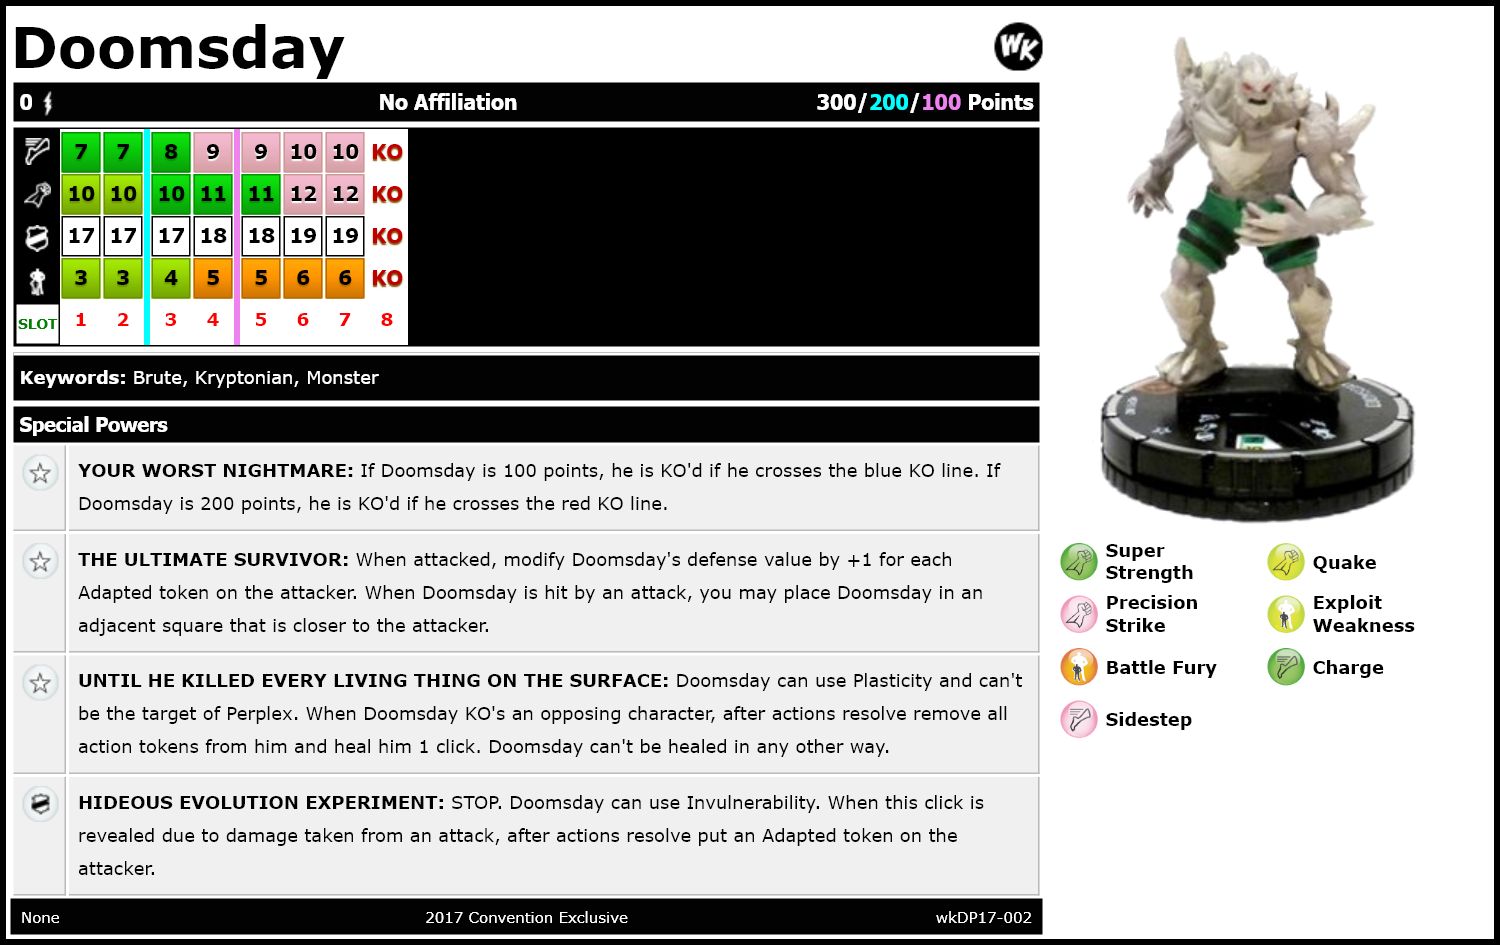 Doomsday
WK
0 No Affiliation 300/200/100 Points
7 7 8 9 9 10 10 KO
10 10 10 11 11 12 12 KO
17 17 17 18 18 19 19 KO
3 3 4 5 5 6 6 KO
SLOT 1 2 3 4 5 6 7 8
Keywords: Brute, Kryptonian, Monster
Special Powers
YOUR WORST NIGHTMARE: If Doomsday is 100 points, he is KO'd if he crosses the blue KO line. If
Doomsday is 200 points, he is KO'd if he crosses the red KO line.
THE ULTIMATE SURVIVOR: When attacked, modify Doomsday's defense value by +1 for each
Adapted token on the attacker. When Doomsday is hit by an attack, you may place Doomsday in an
adjacent square that is closer to the attacker.
UNTIL HE KILLED EVERY LIVING THING ON THE SURFACE: Doomsday can use Plasticity and can't
be the target of Perplex. When Doomsday KO's an opposing character, after actions resolve remove all
action tokens from him and heal him 1 click. Doomsday can't be healed in any other way.
HIDEOUS EVOLUTION EXPERIMENT: STOP. Doomsday can use Invulnerability. When this click is
revealed due to damage taken from an attack, after actions resolve put an Adapted token on the
attacker.
None 2017 Convention Exclusive wkDP17-002
Super
Strength
Quake
Precision
Strike
Exploit
Weakness
Battle Fury
Charge
Sidestep